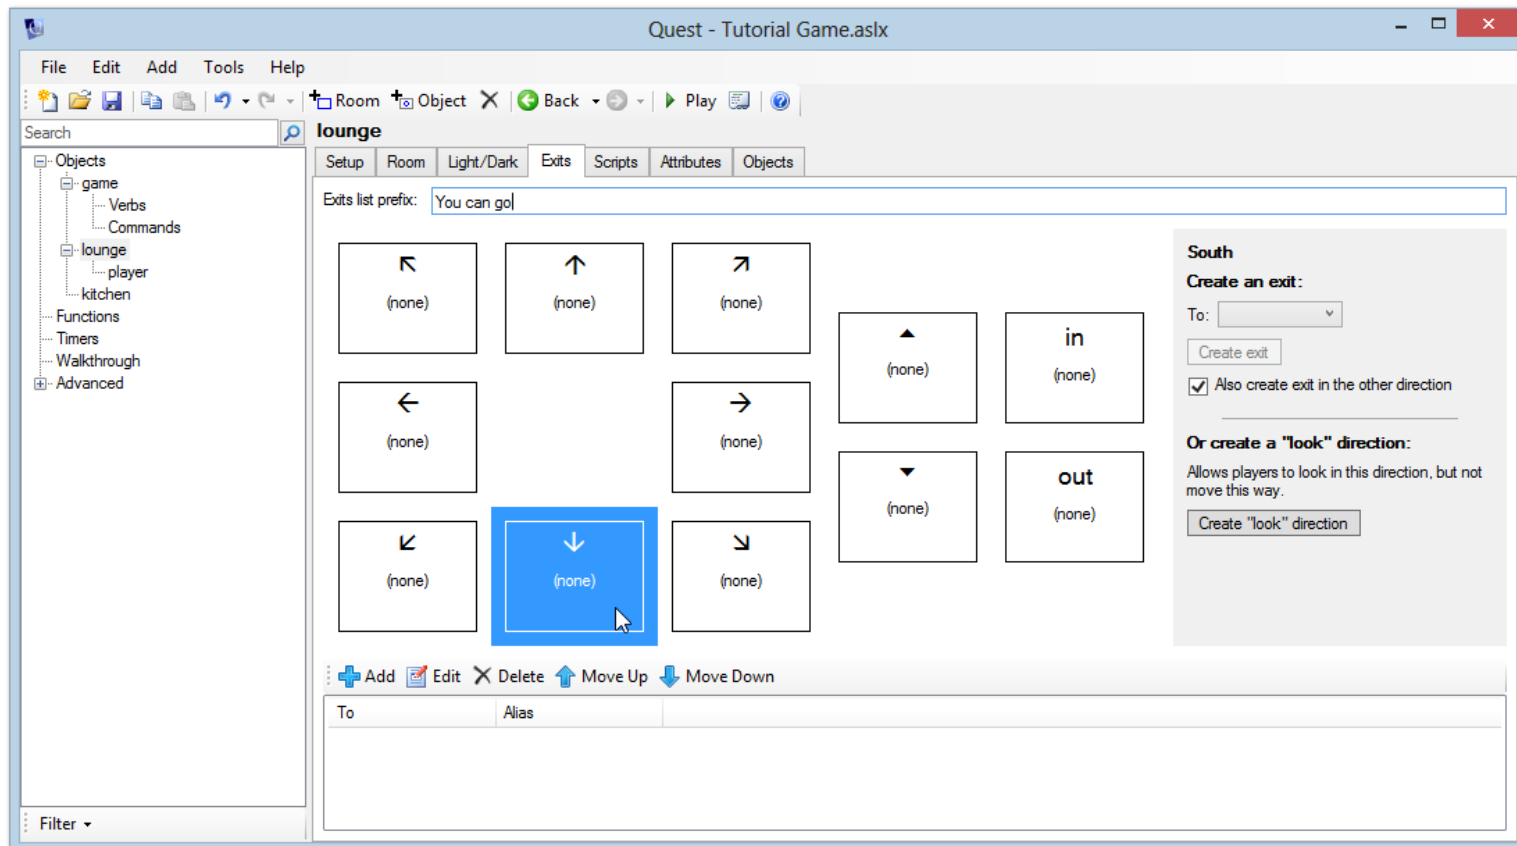 Quest - Tutorial Game.aslx
File Edit Add Tools Help
Room Object Back Play
Search
lounge
Objects
game
Verbs
Commands
lounge
player
kitchen
Functions
Timers
Walkthrough
Advanced
Filter
Setup Room Light/Dark Exits Scripts Attributes Objects
Exits list prefix: You can go
(none) (none) (none)
(none) (none)
(none) (none) (none)
(none) in (none)
(none) out (none)
South
Create an exit:
To:
Create exit
Also create exit in the other direction
Or create a "look" direction:
Allows players to look in this direction, but not
move this way.
Create "look" direction
Add Edit Delete Move Up Move Down
To Alias